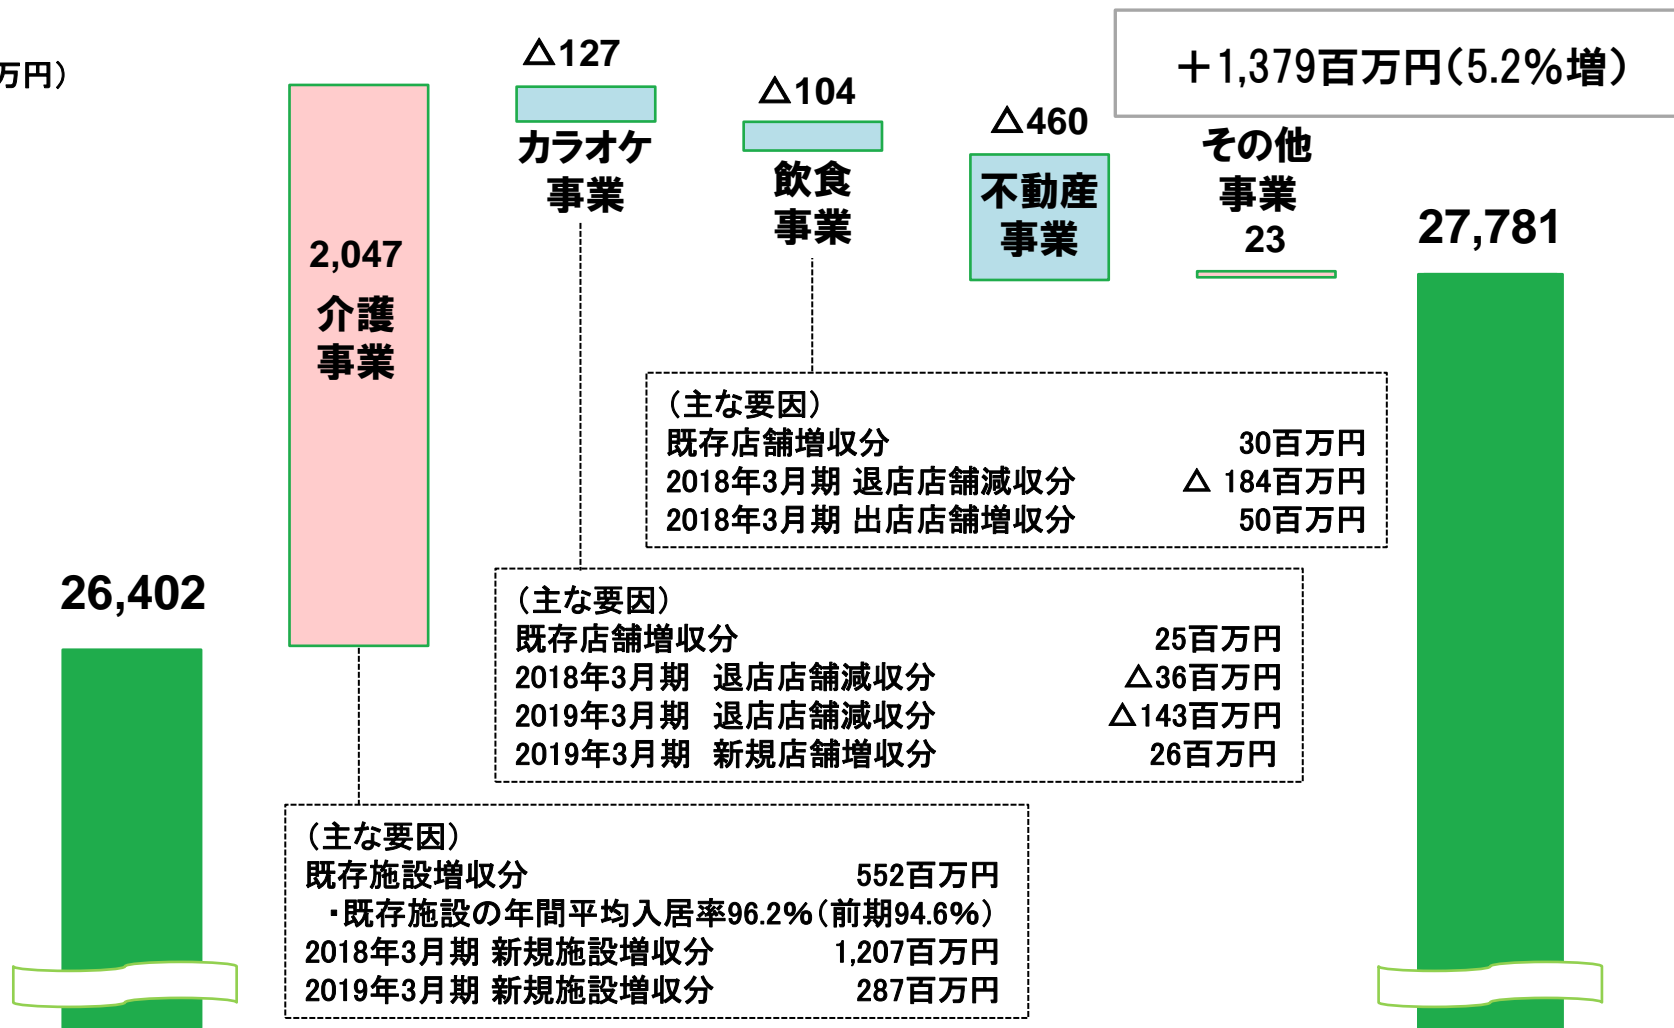 万円）
＋1,379百万円（5.2％増）
26,402
2,047
介護
事業
△127
カラオケ
事業
△104
飲食
事業
△460
不動産
事業
その他
事業
23
27,781
（主な要因）
既存店舗増収分 30百万円
2018年3月期 退店店舗減収分 △ 184百万円
2018年3月期 出店店舗増収分 50百万円
（主な要因）
既存店舗増収分 25百万円
2018年3月期　退店店舗減収分 △36百万円
2019年3月期　退店店舗減収分 △143百万円
2019年3月期　新規店舗増収分 26百万円
（主な要因）
既存施設増収分 552百万円
・既存施設の年間平均入居率96.2％（前期94.6％）
2018年3月期 新規施設増収分 1,207百万円
2019年3月期 新規施設増収分 287百万円